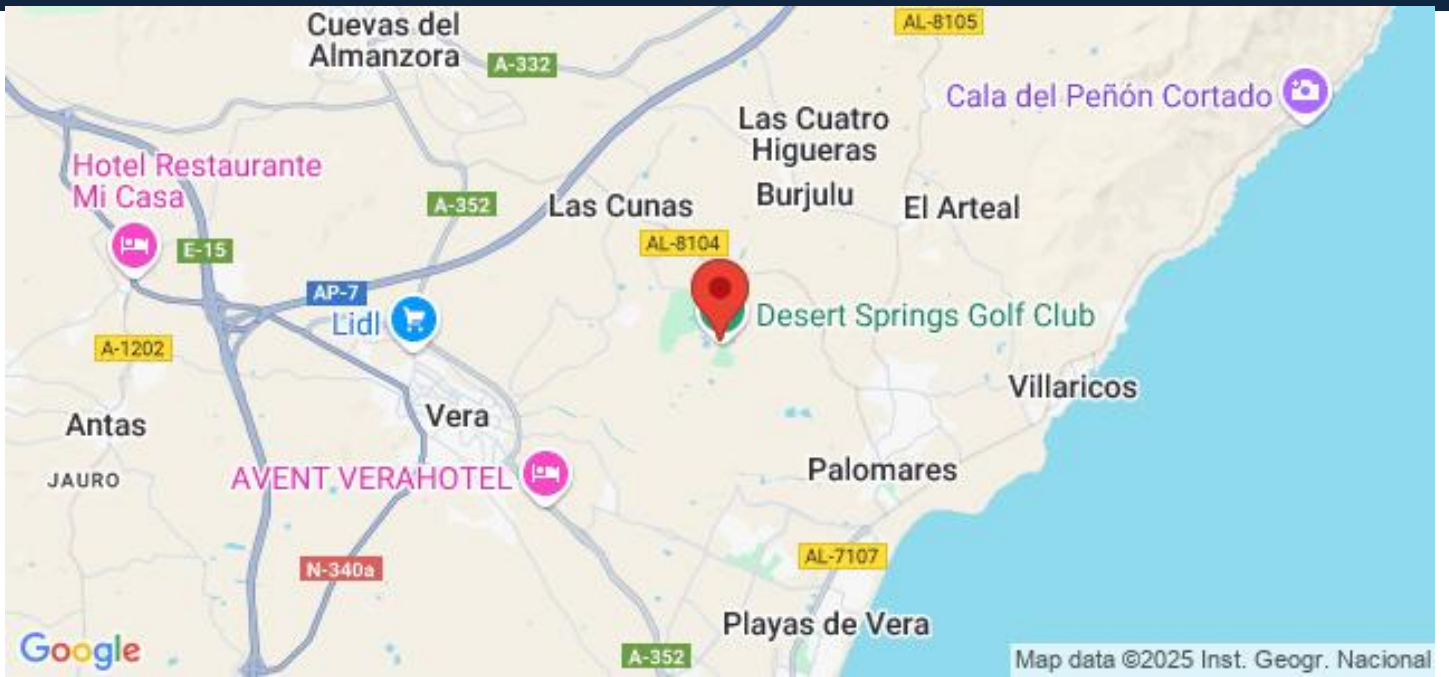 Cuevas del
Almanzora
A-332
AL-8105
Cala del Peñón Cortado
Las Cuatro
Higueras
Hotel Restaurante
Mi Casa
A-352
Las Cunas
Burjulu
El Arteal
E-15
AL-8104
AP-7
Lidl
Desert Springs Golf Club
A-1202
Villaricos
Antas
Vera
JAURO
AVENT VERAHOTEL
Palomares
N-340a
AL-7107
Playas de Vera
Google
A-352
Map data ©2025 Inst. Geogr. Nacional